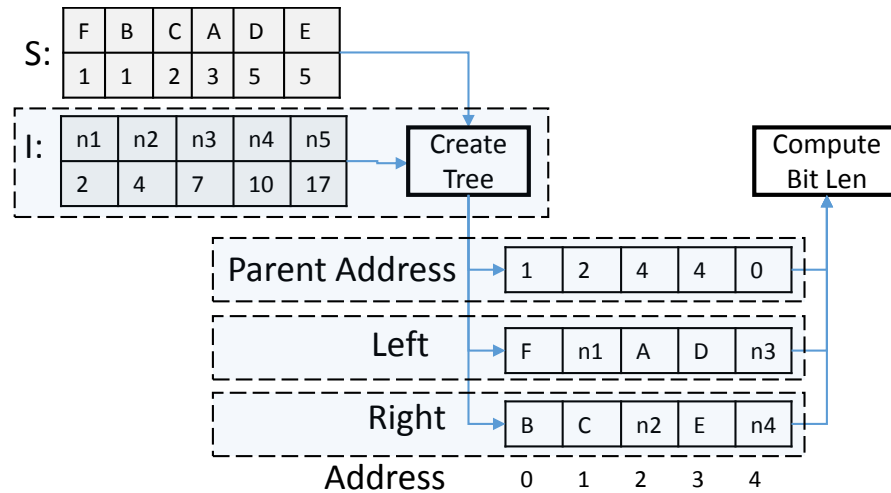 S:
F B C A D E
1 1 2 3 5 5
I:
n1 n2 n3 n4 n5
2 4 7 10 17
Create
Tree
Compute
Bit Len
Parent Address 1 2 4 4 0
Left F n1 A D n3
Right B C n2 E n4
Address 0 1 2 3 4